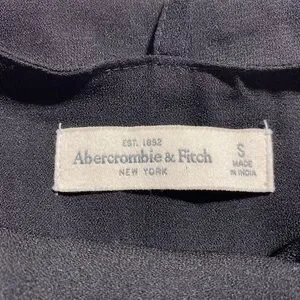 EST. 1892
Abercrombie & Fitch
NEW YORK
S
MADE
IN INDIA